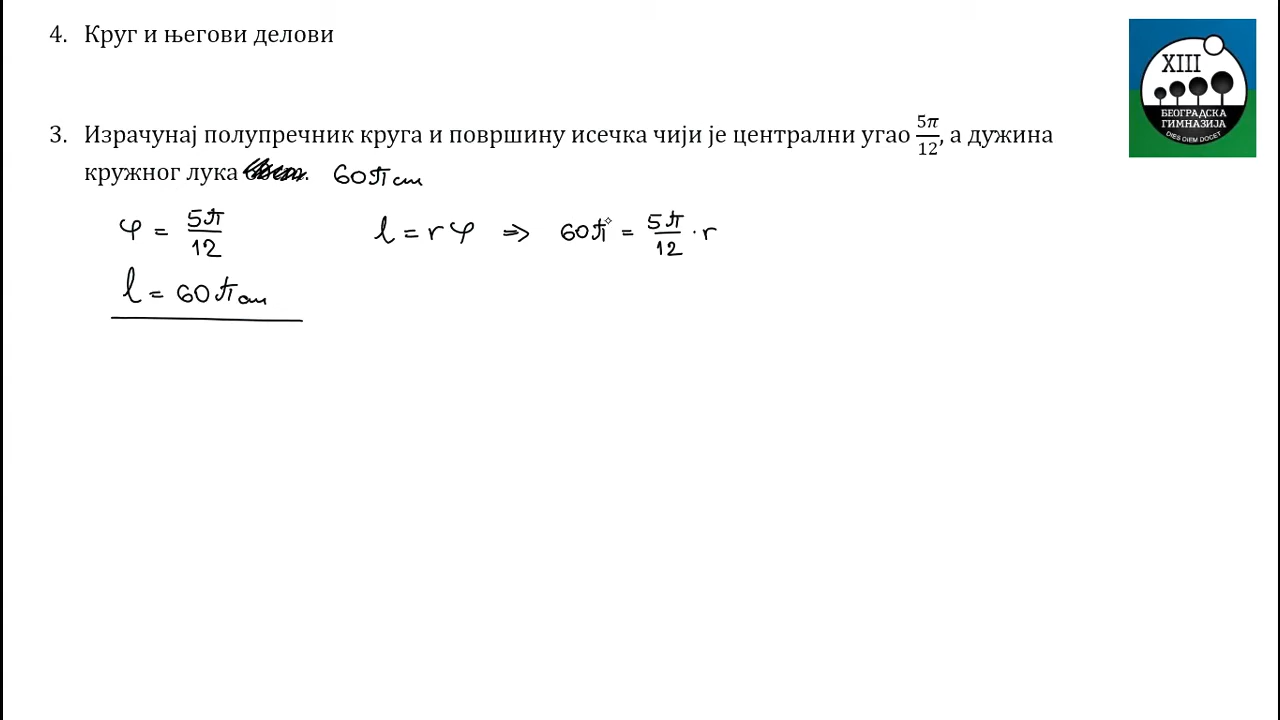 4. Круг и његови делови
XIII
БЕОГРАДСКА
ГИМНАЗИЈА
DIES DIEM DOCET
3. Израчунај полупречник круга и површину исечка чији је централни угао 5π/12, а дужина
кружног лука . 60π cm
φ = 5π/12 l = rφ ⇒ 60π = 5π/12 · r
l = 60π cm